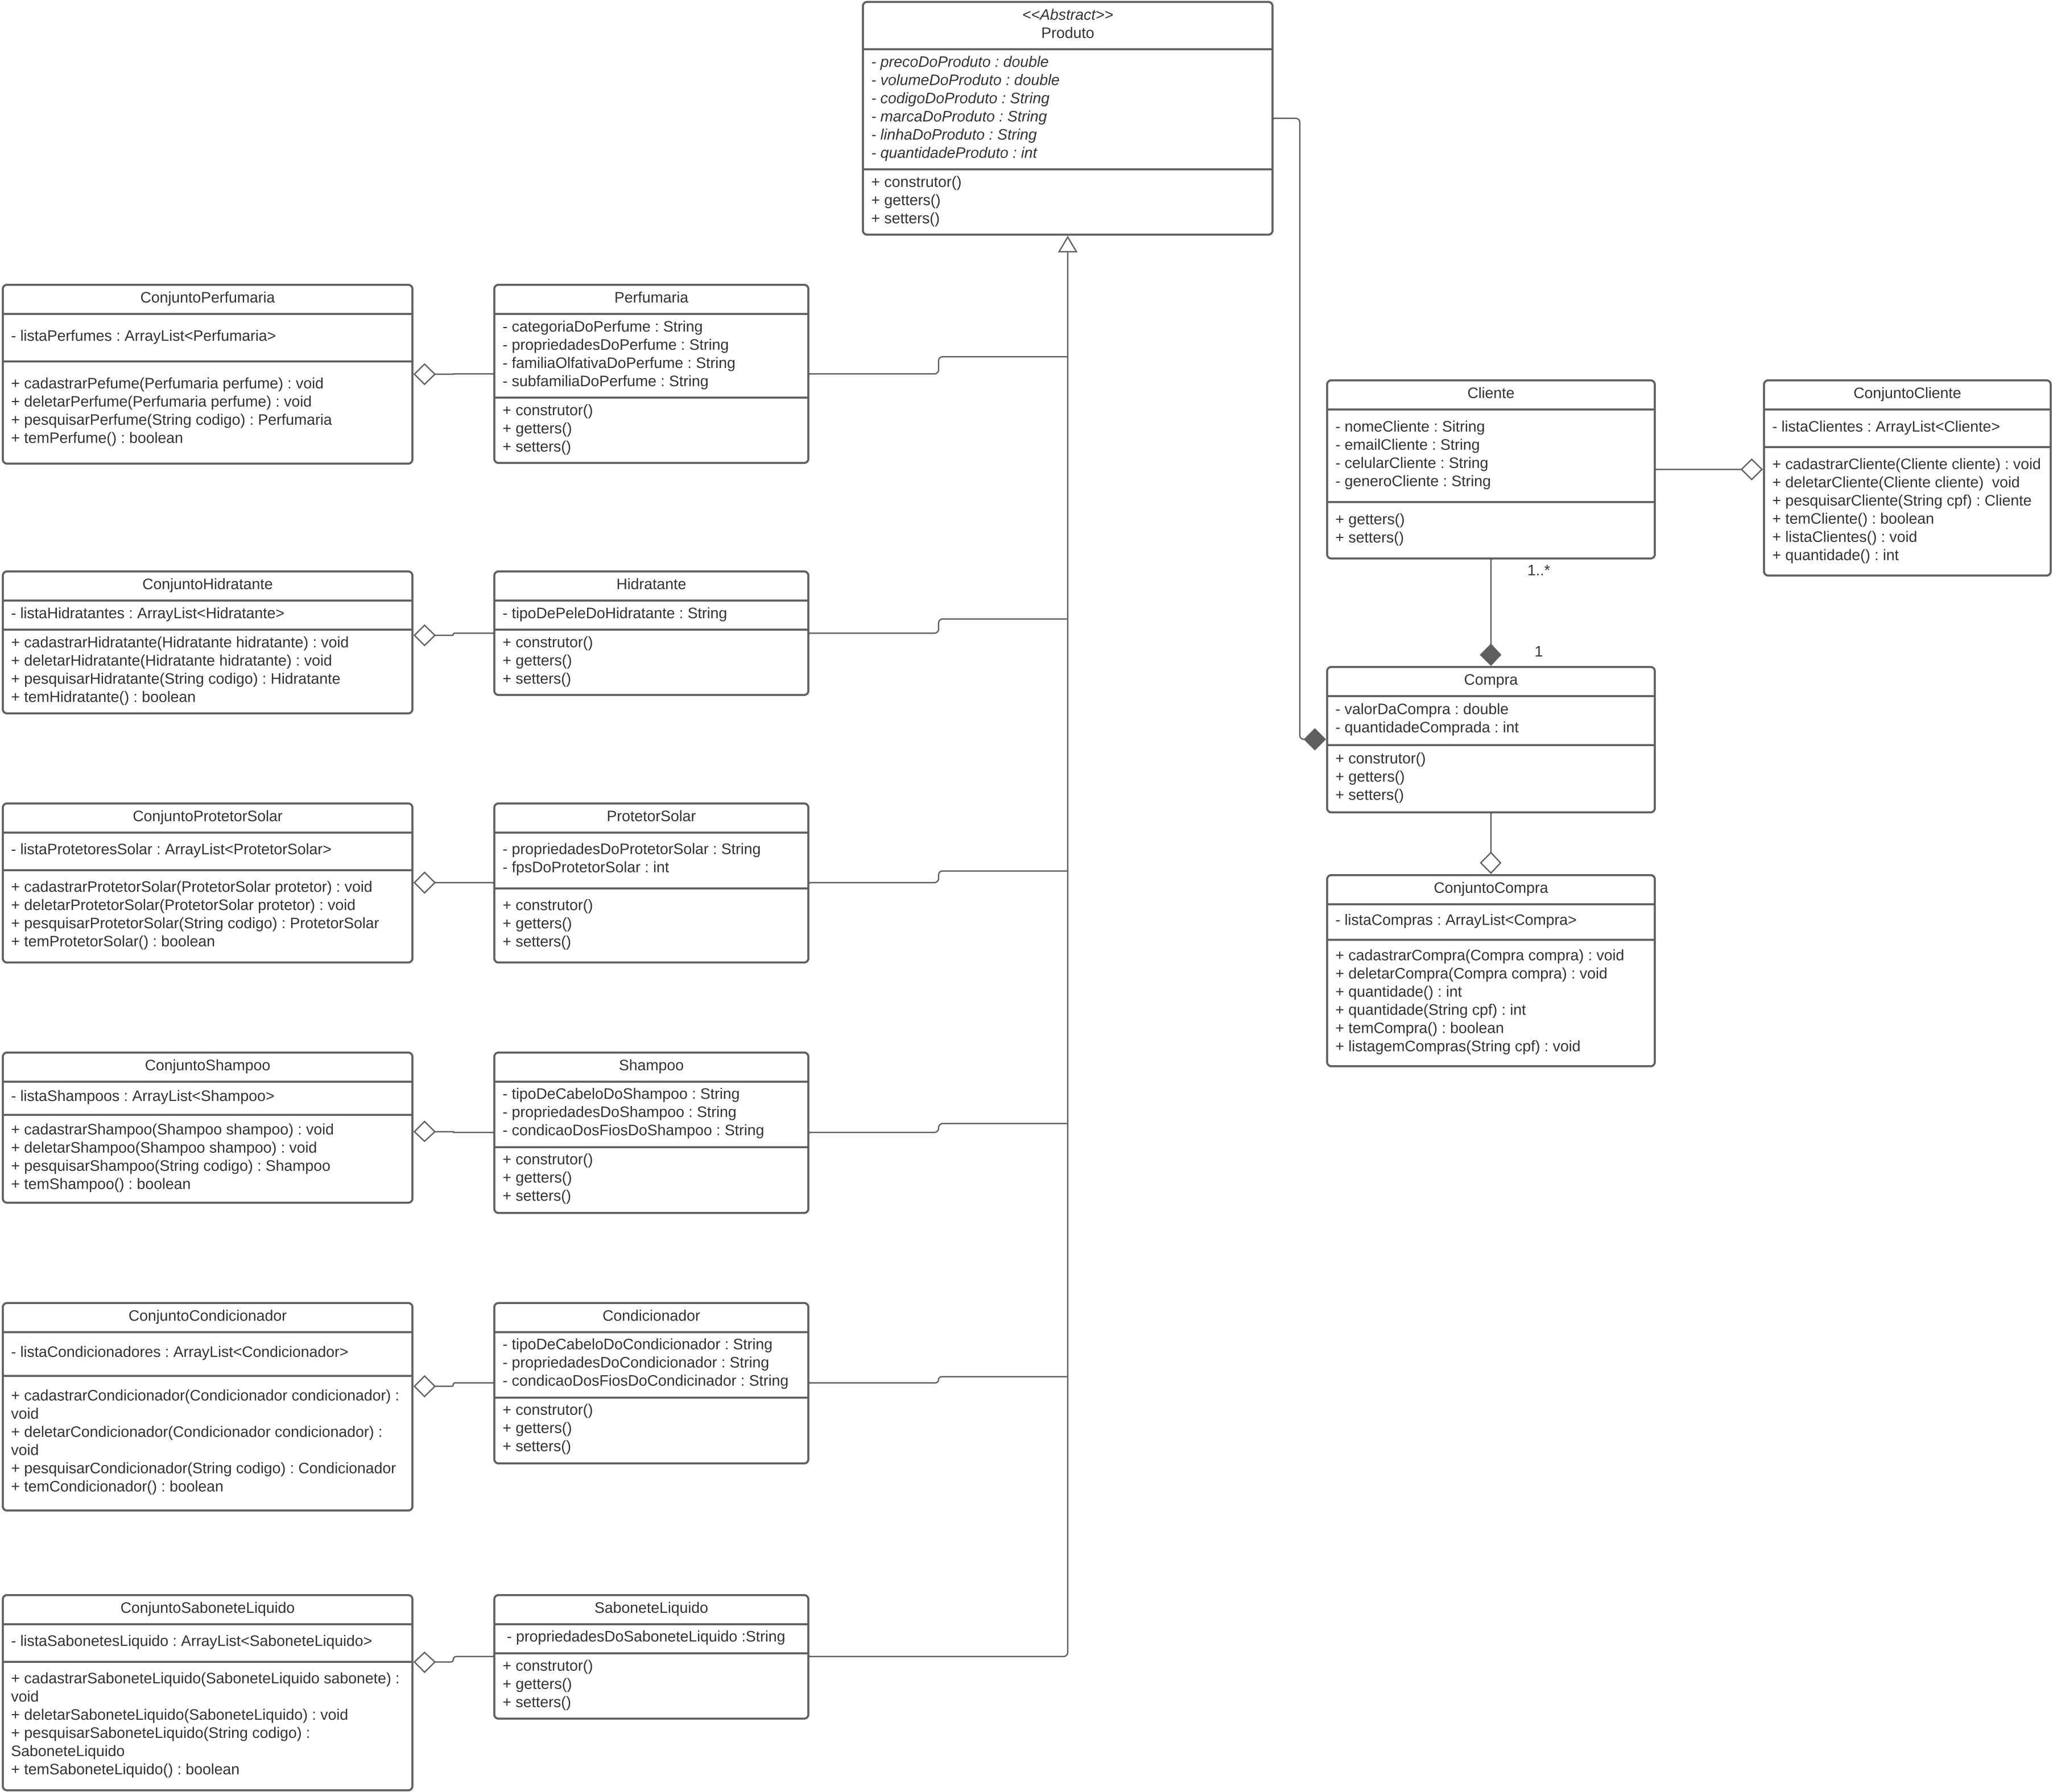 <<Abstract>>
Produto
- precoDoProduto : double
- volumeDoProduto : double
- codigoDoProduto : String
- marcaDoProduto : String
- linhaDoProduto : String
- quantidadeProduto : int
+ construtor()
+ getters()
+ setters()
ConjuntoPerfumaria
- listaPerfumes : ArrayList<Perfumaria>
+ cadastrarPefume(Perfumaria perfume) : void
+ deletarPerfume(Perfumaria perfume) : void
+ pesquisarPerfume(String codigo) : Perfumaria
+ temPerfume() : boolean
Perfumaria
- categoriaDoPerfume : String
- propriedadesDoPerfume : String
- familiaOlfativaDoPerfume : String
- subfamiliaDoPerfume : String
+ construtor()
+ getters()
+ setters()
Cliente
- nomeCliente : Sitring
- emailCliente : String
- celularCliente : String
- generoCliente : String
+ getters()
+ setters()
ConjuntoCliente
- listaClientes : ArrayList<Cliente>
+ cadastrarCliente(Cliente cliente) : void
+ deletarCliente(Cliente cliente)  void
+ pesquisarCliente(String cpf) : Cliente
+ temCliente() : boolean
+ listaClientes() : void
+ quantidade() : int
1..*
1
ConjuntoHidratante
- listaHidratantes : ArrayList<Hidratante>
+ cadastrarHidratante(Hidratante hidratante) : void
+ deletarHidratante(Hidratante hidratante) : void
+ pesquisarHidratante(String codigo) : Hidratante
+ temHidratante() : boolean
Hidratante
- tipoDePeleDoHidratante : String
+ construtor()
+ getters()
+ setters()
Compra
- valorDaCompra : double
- quantidadeComprada : int
+ construtor()
+ getters()
+ setters()
ConjuntoProtetorSolar
- listaProtetoresSolar : ArrayList<ProtetorSolar>
+ cadastrarProtetorSolar(ProtetorSolar protetor) : void
+ deletarProtetorSolar(ProtetorSolar protetor) : void
+ pesquisarProtetorSolar(String codigo) : ProtetorSolar
+ temProtetorSolar() : boolean
ProtetorSolar
- propriedadesDoProtetorSolar : String
- fpsDoProtetorSolar : int
+ construtor()
+ getters()
+ setters()
ConjuntoCompra
- listaCompras : ArrayList<Compra>
+ cadastrarCompra(Compra compra) : void
+ deletarCompra(Compra compra) : void
+ quantidade() : int
+ quantidade(String cpf) : int
+ temCompra() : boolean
+ listagemCompras(String cpf) : void
ConjuntoShampoo
- listaShampoos : ArrayList<Shampoo>
+ cadastrarShampoo(Shampoo shampoo) : void
+ deletarShampoo(Shampoo shampoo) : void
+ pesquisarShampoo(String codigo) : Shampoo
+ temShampoo() : boolean
Shampoo
- tipoDeCabeloDoShampoo : String
- propriedadesDoShampoo : String
- condicaoDosFiosDoShampoo : String
+ construtor()
+ getters()
+ setters()
ConjuntoCondicionador
- listaCondicionadores : ArrayList<Condicionador>
+ cadastrarCondicionador(Condicionador condicionador) :
void
+ deletarCondicionador(Condicionador condicionador) :
void
+ pesquisarCondicionador(String codigo) : Condicionador
+ temCondicionador() : boolean
Condicionador
- tipoDeCabeloDoCondicionador : String
- propriedadesDoCondicionador : String
- condicaoDosFiosDoCondicinador : String
+ construtor()
+ getters()
+ setters()
ConjuntoSaboneteLiquido
- listaSabonetesLiquido : ArrayList<SaboneteLiquido>
+ cadastrarSaboneteLiquido(SaboneteLiquido sabonete) :
void
+ deletarSaboneteLiquido(SaboneteLiquido) : void
+ pesquisarSaboneteLiquido(String codigo) :
SaboneteLiquido
+ temSaboneteLiquido() : boolean
SaboneteLiquido
- propriedadesDoSaboneteLiquido :String
+ construtor()
+ getters()
+ setters()